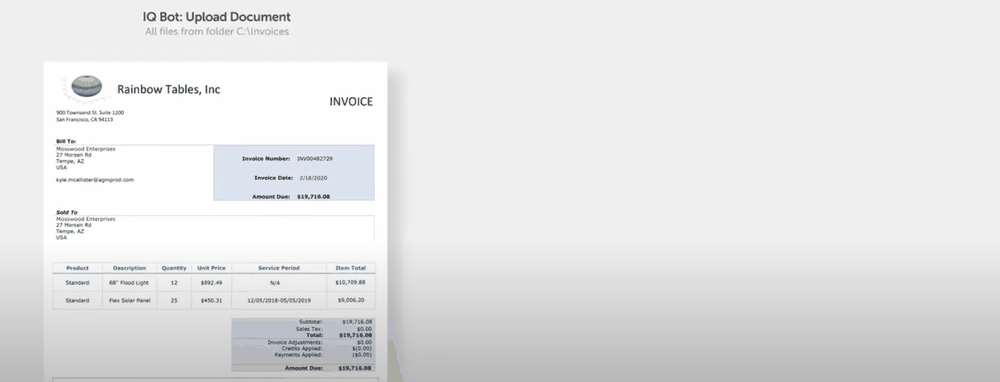 IQ Bot: Upload Document
All files from folder C:\Invoices
Rainbow Tables, Inc
INVOICE
900 Townsend St. Suite 1200
San Francisco, CA 94113
Bill To:
Mosswood Enterprises
27 Morsen Rd
Tempe, AZ
USA
kyle.mcallister@agmprod.com
Invoice Number: INV00482729
Invoice Date: 2/18/2020
Amount Due: $19,716.08
Sold To
Mosswood Enterprises
27 Morsen Rd
Tempe, AZ
USA
Product Description Quantity Unit Price Service Period Item Total
Standard 68" Flood Light 12 $892.49 N/A $10,709.88
Standard Flex Solar Panel 25 $450.31 12/05/2018-05/05/2019 $9,006.20
Subtotal: $19,716.08
Sales Tax: $0.00
Total: $19,716.08
Invoice Adjustments: $0.00
Credits Applied: $(0.00)
Payments Applied: ($0.00)
Amount Due: $19,716.08